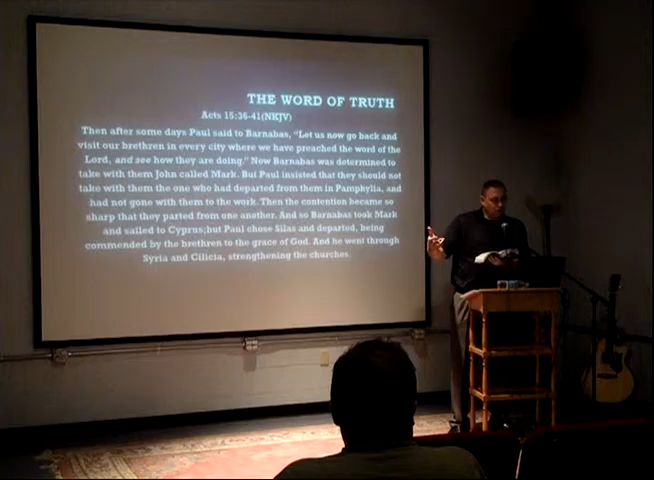 THE WORD OF TRUTH
Acts 15:36-41(NKJV)
Then after some days Paul said to Barnabas, "Let us now go back and
visit our brethren in every city where we have preached the word of the
Lord, and see how they are doing." Now Barnabas was determined to
take with them John called Mark. But Paul insisted that they should not
take with them the one who had departed from them in Pamphylia, and
had not gone with them to the work. Then the contention became so
sharp that they parted from one another. And so Barnabas took Mark
and sailed to Cyprus;but Paul chose Silas and departed, being
commended by the brethren to the grace of God. And he went through
Syria and Cilicia, strengthening the churches.